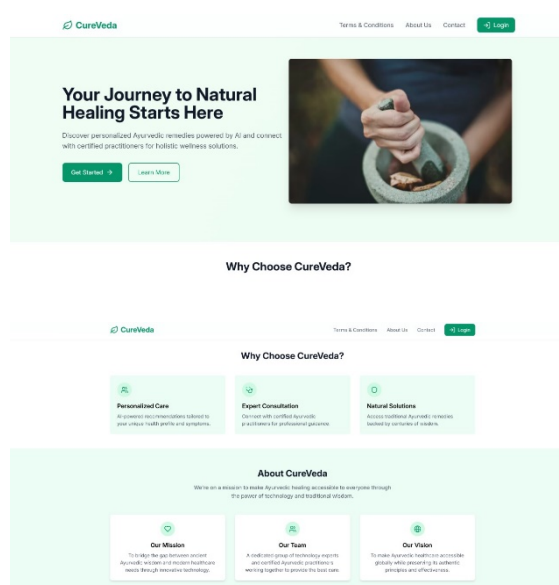 CureVeda
Terms & Conditions About Us Contact Login
Your Journey to Natural
Healing Starts Here
Discover personalized Ayurvedic remedies powered by AI and connect
with certified practitioners for holistic wellness solutions.
Get Started → Learn More
Why Choose CureVeda?
CureVeda
Terms & Conditions About Us Contact Login
Why Choose CureVeda?
Personalized Care
AI-powered recommendations tailored to
your unique health profile and symptoms.
Expert Consultation
Connect with certified Ayurvedic
practitioners for professional guidance
Natural Solutions
Access traditional Ayurvedic remedies
backed by centuries of wisdom.
About CureVeda
We're on a mission to make Ayurvedic healing accessible to everyone through
the power of technology and traditional wisdom.
Our Mission
To bridge the gap between ancient
Ayurvedic wisdom and modern healthcare
needs through innovative technology.
Our Team
A dedicated group of technology experts
and certified Ayurvedic practitioners
working together to provide the best care.
Our Vision
To make Ayurvedic healthcare accessible
globally while preserving its authentic
principles and effectiveness.